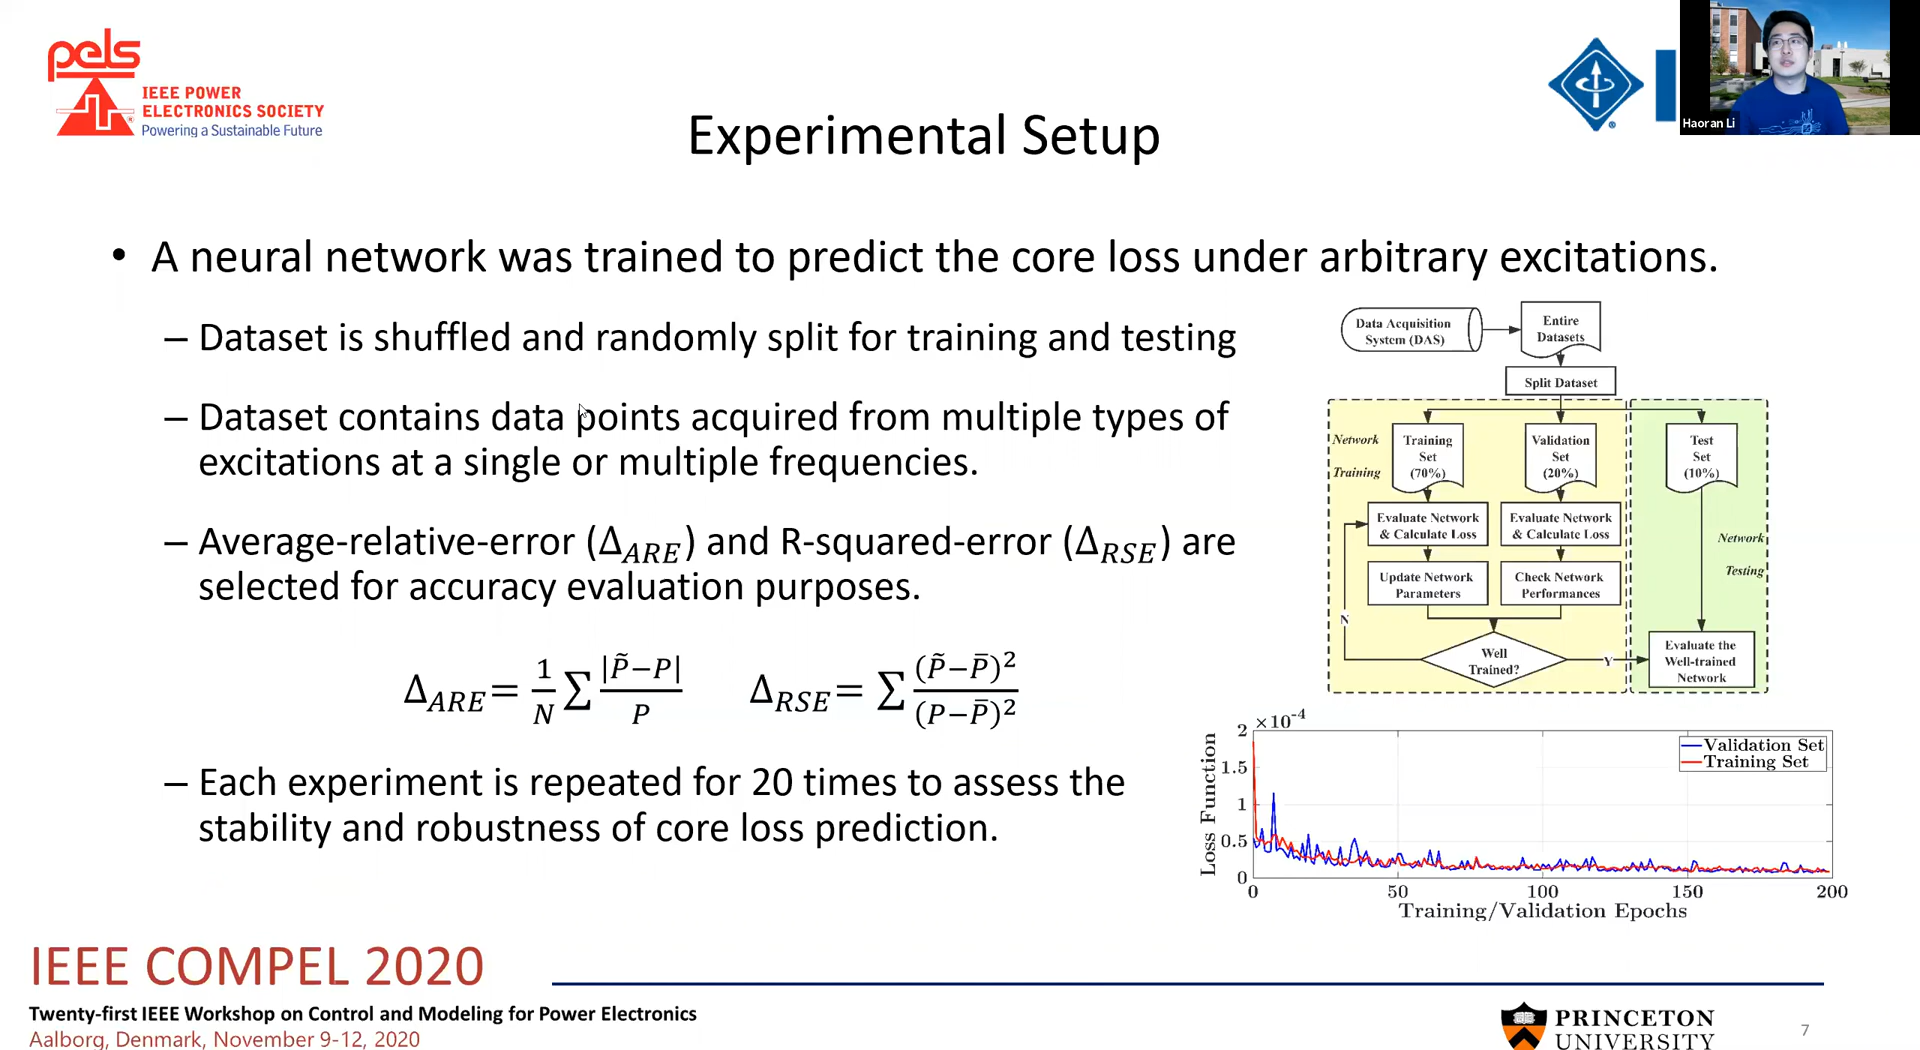 pels
IEEE POWER
ELECTRONICS SOCIETY
Powering a Sustainable Future
Haoran Li
Experimental Setup
• A neural network was trained to predict the core loss under arbitrary excitations.
– Dataset is shuffled and randomly split for training and testing
– Dataset contains data points acquired from multiple types of
excitations at a single or multiple frequencies.
– Average-relative-error (Δ_ARE) and R-squared-error (Δ_RSE) are
selected for accuracy evaluation purposes.
Δ_ARE = 1/N ∑ |P̃−P|/P    Δ_RSE = ∑ (P̃−P̄)²/(P−P̄)²
– Each experiment is repeated for 20 times to assess the
stability and robustness of core loss prediction.
Data Acquisition
System (DAS)
Entire
Datasets
Split Dataset
Network
Training
Training
Set
(70%)
Validation
Set
(20%)
Test
Set
(10%)
Evaluate Network
& Calculate Loss
Evaluate Network
& Calculate Loss
Network
Testing
Update Network
Parameters
Check Network
Performances
N
Well
Trained?
Y
Evaluate the
Well-trained
Network
×10⁻⁴
2
1.5
1
0.5
0
Loss Function
Validation Set
Training Set
0 50 100 150 200
Training/Validation Epochs
IEEE COMPEL 2020
Twenty-first IEEE Workshop on Control and Modeling for Power Electronics
Aalborg, Denmark, November 9-12, 2020
PRINCETON
UNIVERSITY
7